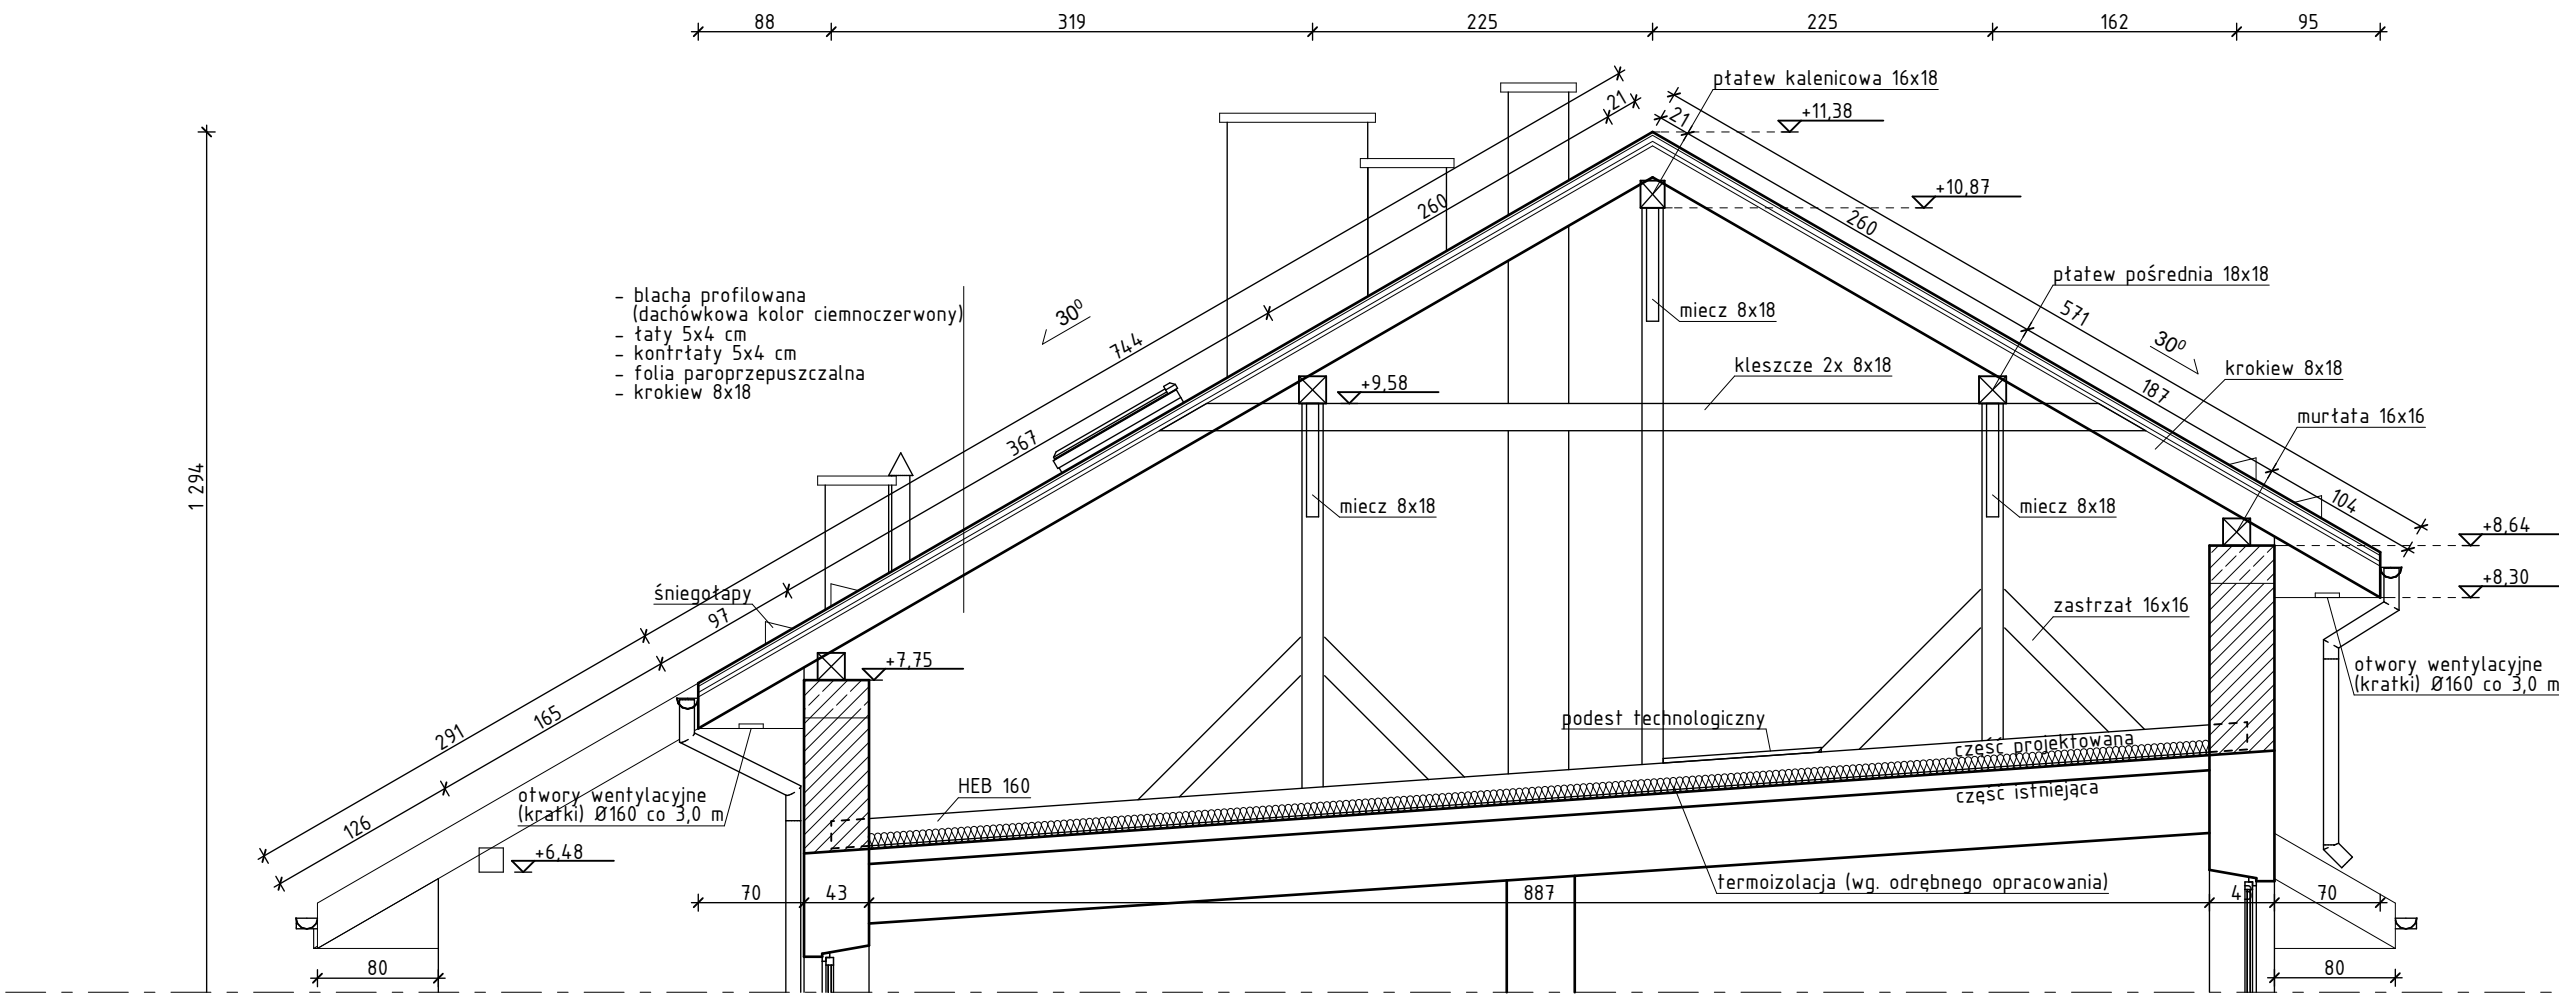 88
319
225
225
162
95
płatew kalenicowa 16x18
21
21
+11,38
+10,87
260
260
płatew pośrednia 18x18
- blacha profilowana
(dachówkowa kolor ciemnoczerwony)
- łaty 5x4 cm
- kontrłaty 5x4 cm
- folia paroprzepuszczalna
- krokiew 8x18
30⁰
744
miecz 8x18
571
30⁰
kleszcze 2x 8x18
krokiew 8x18
+9,58
187
murłata 16x16
367
1 294
miecz 8x18
miecz 8x18
104
+8,64
+8,30
śniegołapy
97
zastrzał 16x16
+7,75
otwory wentylacyjne
(kratki) Ø160 co 3,0 m
291
165
podest technologiczny
część projektowana
część istniejąca
HEB 160
otwory wentylacyjne
(kratki) Ø160 co 3,0 m
126
+6,48
termoizolacja (wg. odrębnego opracowania)
70
43
887
70
80
80